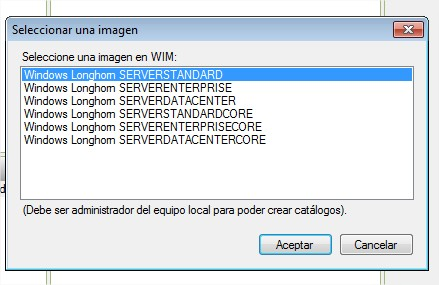 Seleccionar una imagen
Seleccione una imagen en WIM:
Windows Longhorn SERVERSTANDARD
Windows Longhorn SERVERENTERPRISE
Windows Longhorn SERVERDATACENTER
Windows Longhorn SERVERSTANDARDCORE
Windows Longhorn SERVERENTERPRISECORE
Windows Longhorn SERVERDATACENTERCORE
(Debe ser administrador del equipo local para poder crear catálogos).
Aceptar
Cancelar